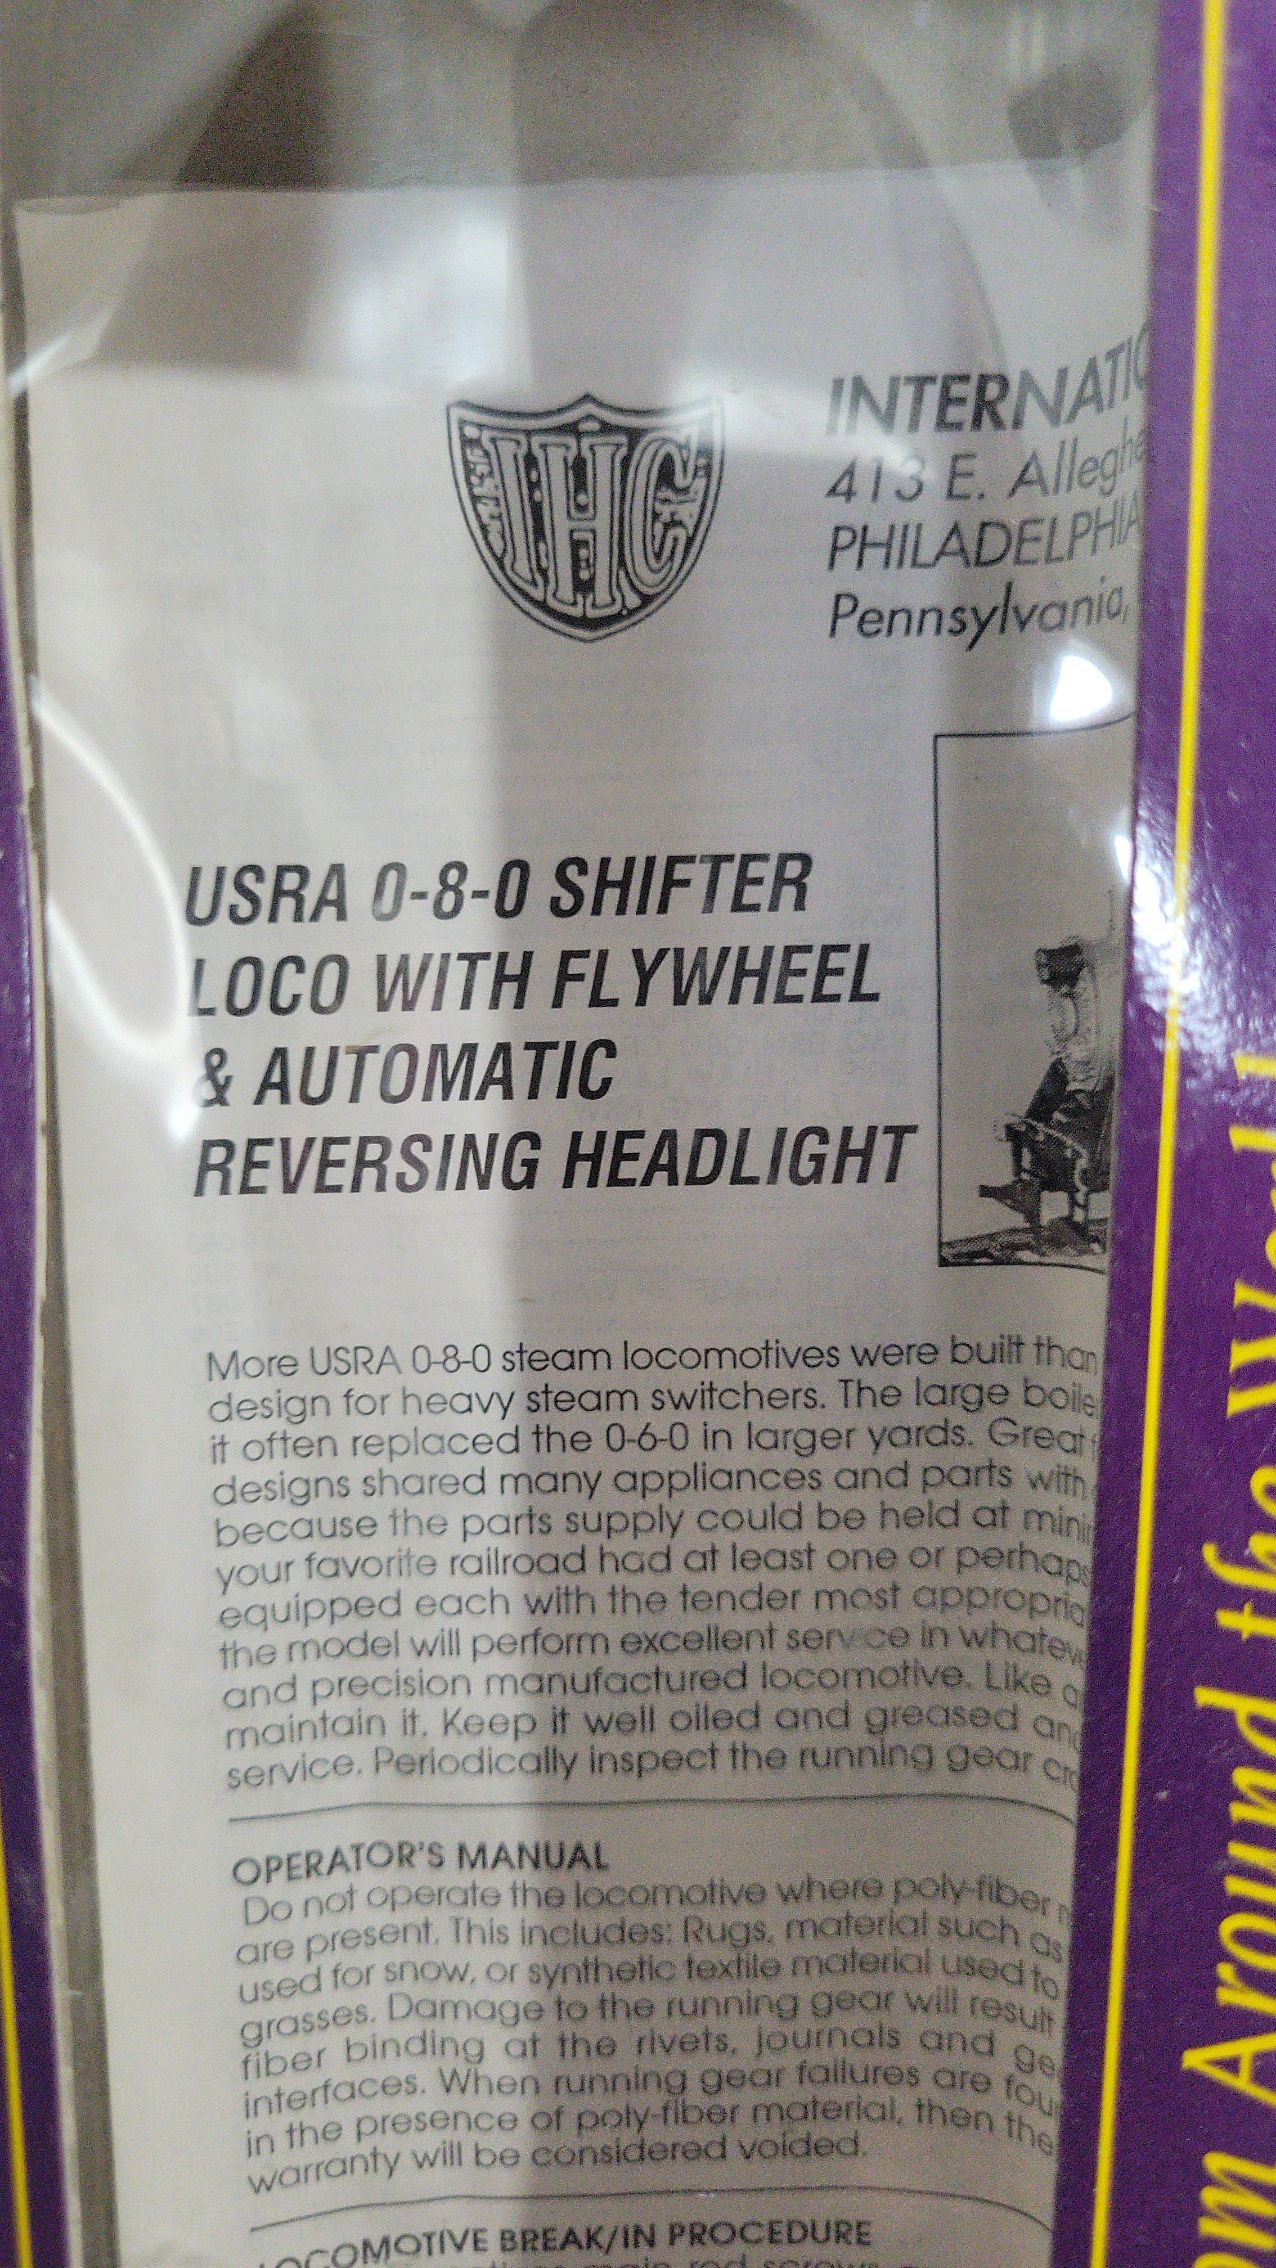 IHC
INTERNATIO
413 E. Alleghe
PHILADELPHIA
Pennsylvania,
USRA 0-8-0 SHIFTER
LOCO WITH FLYWHEEL
& AUTOMATIC
REVERSING HEADLIGHT
More USRA 0-8-0 steam locomotives were built than
design for heavy steam switchers. The large boile
it often replaced the 0-6-0 in larger yards. Great
designs shared many appliances and parts with
because the parts supply could be held at mini
your favorite railroad had at least one or perhaps
equipped each with the tender most appropria
the model will perform excellent service in whatev
and precision manufactured locomotive. Like a
maintain it. Keep it well oiled and greased and
service. Periodically inspect the running gear
OPERATOR'S MANUAL
Do not operate the locomotive where poly-fiber
are present. This includes: Rugs, material such as
used for snow, or synthetic textile material used to
grasses. Damage to the running gear will result
fiber binding at the rivets, journals and ge
interfaces. When running gear failures are fou
in the presence of poly-fiber material, then the
warranty will be considered voided.
LOCOMOTIVE BREAK/IN PROCEDURE
main rod screws
om Around the World